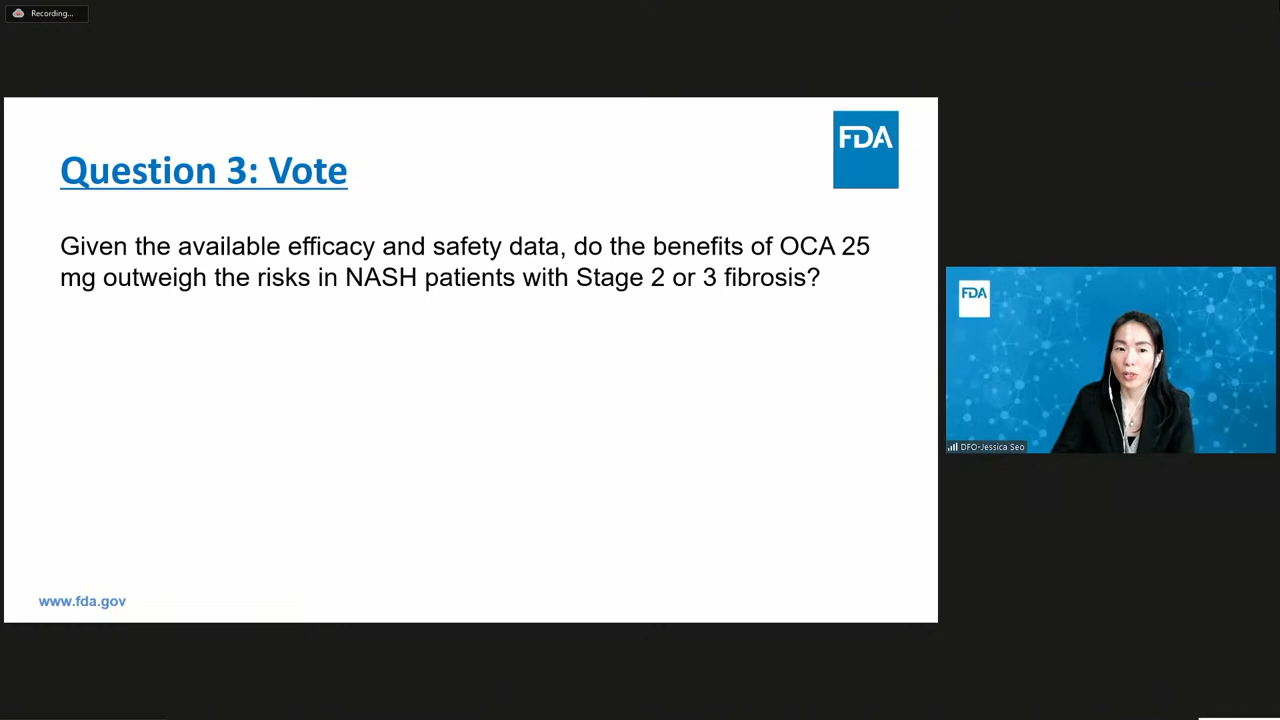 Recording...
FDA
Question 3: Vote
Given the available efficacy and safety data, do the benefits of OCA 25
mg outweigh the risks in NASH patients with Stage 2 or 3 fibrosis?
www.fda.gov
FDA
DFO-Jessica Seo